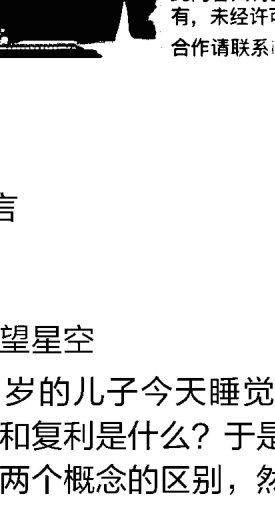 有，未经许可
合作请联系
言
望星空
岁的儿子今天睡觉
和复利是什么？于是
两个概念的区别，然